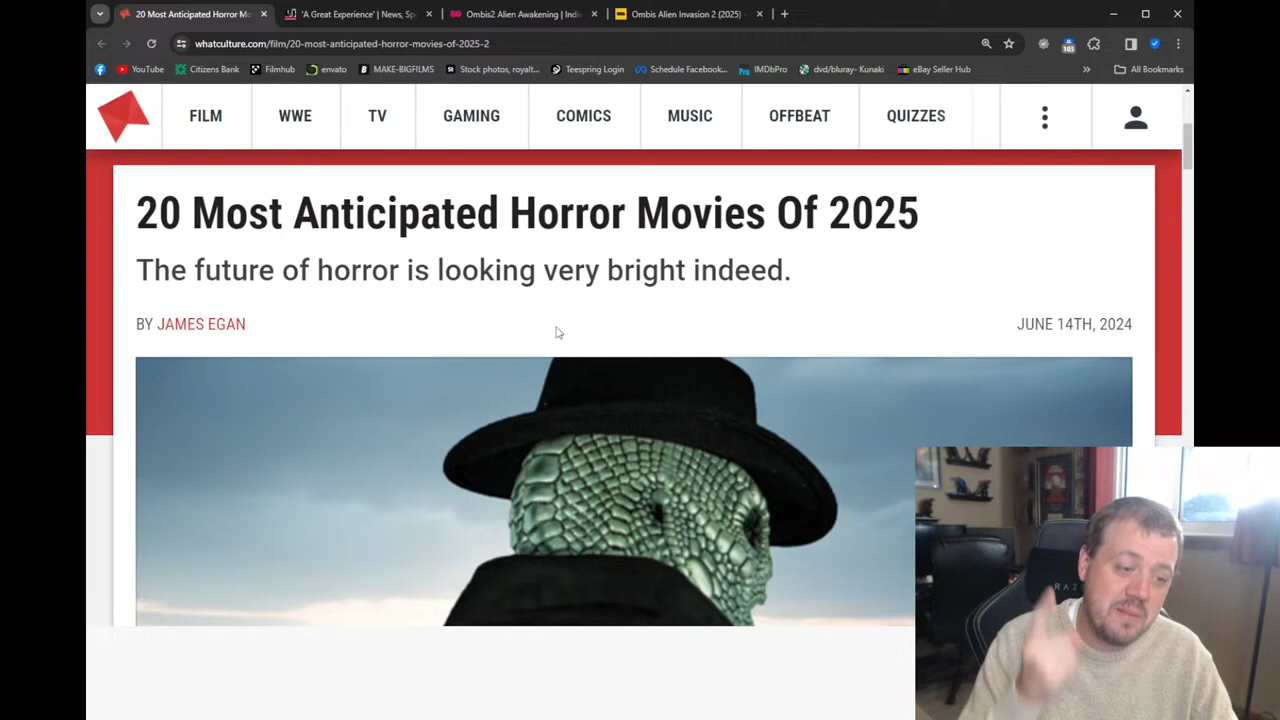 20 Most Anticipated Horror Mo
'A Great Experience' | News, Sp
Ombis2 Alien Awakening | Indi
Ombis Alien Invasion 2 (2025)
whatculture.com/film/20-most-anticipated-horror-movies-of-2025-2
103
YouTube Citizens Bank Filmhub envato MAKE-BIGFILMS Stock photos, royalt... Teespring Login Schedule Facebook... IMDbPro dvd/bluray- Kunaki eBay Seller Hub » All Bookmarks
FILM WWE TV GAMING COMICS MUSIC OFFBEAT QUIZZES
20 Most Anticipated Horror Movies Of 2025
The future of horror is looking very bright indeed.
BY JAMES EGAN JUNE 14TH, 2024